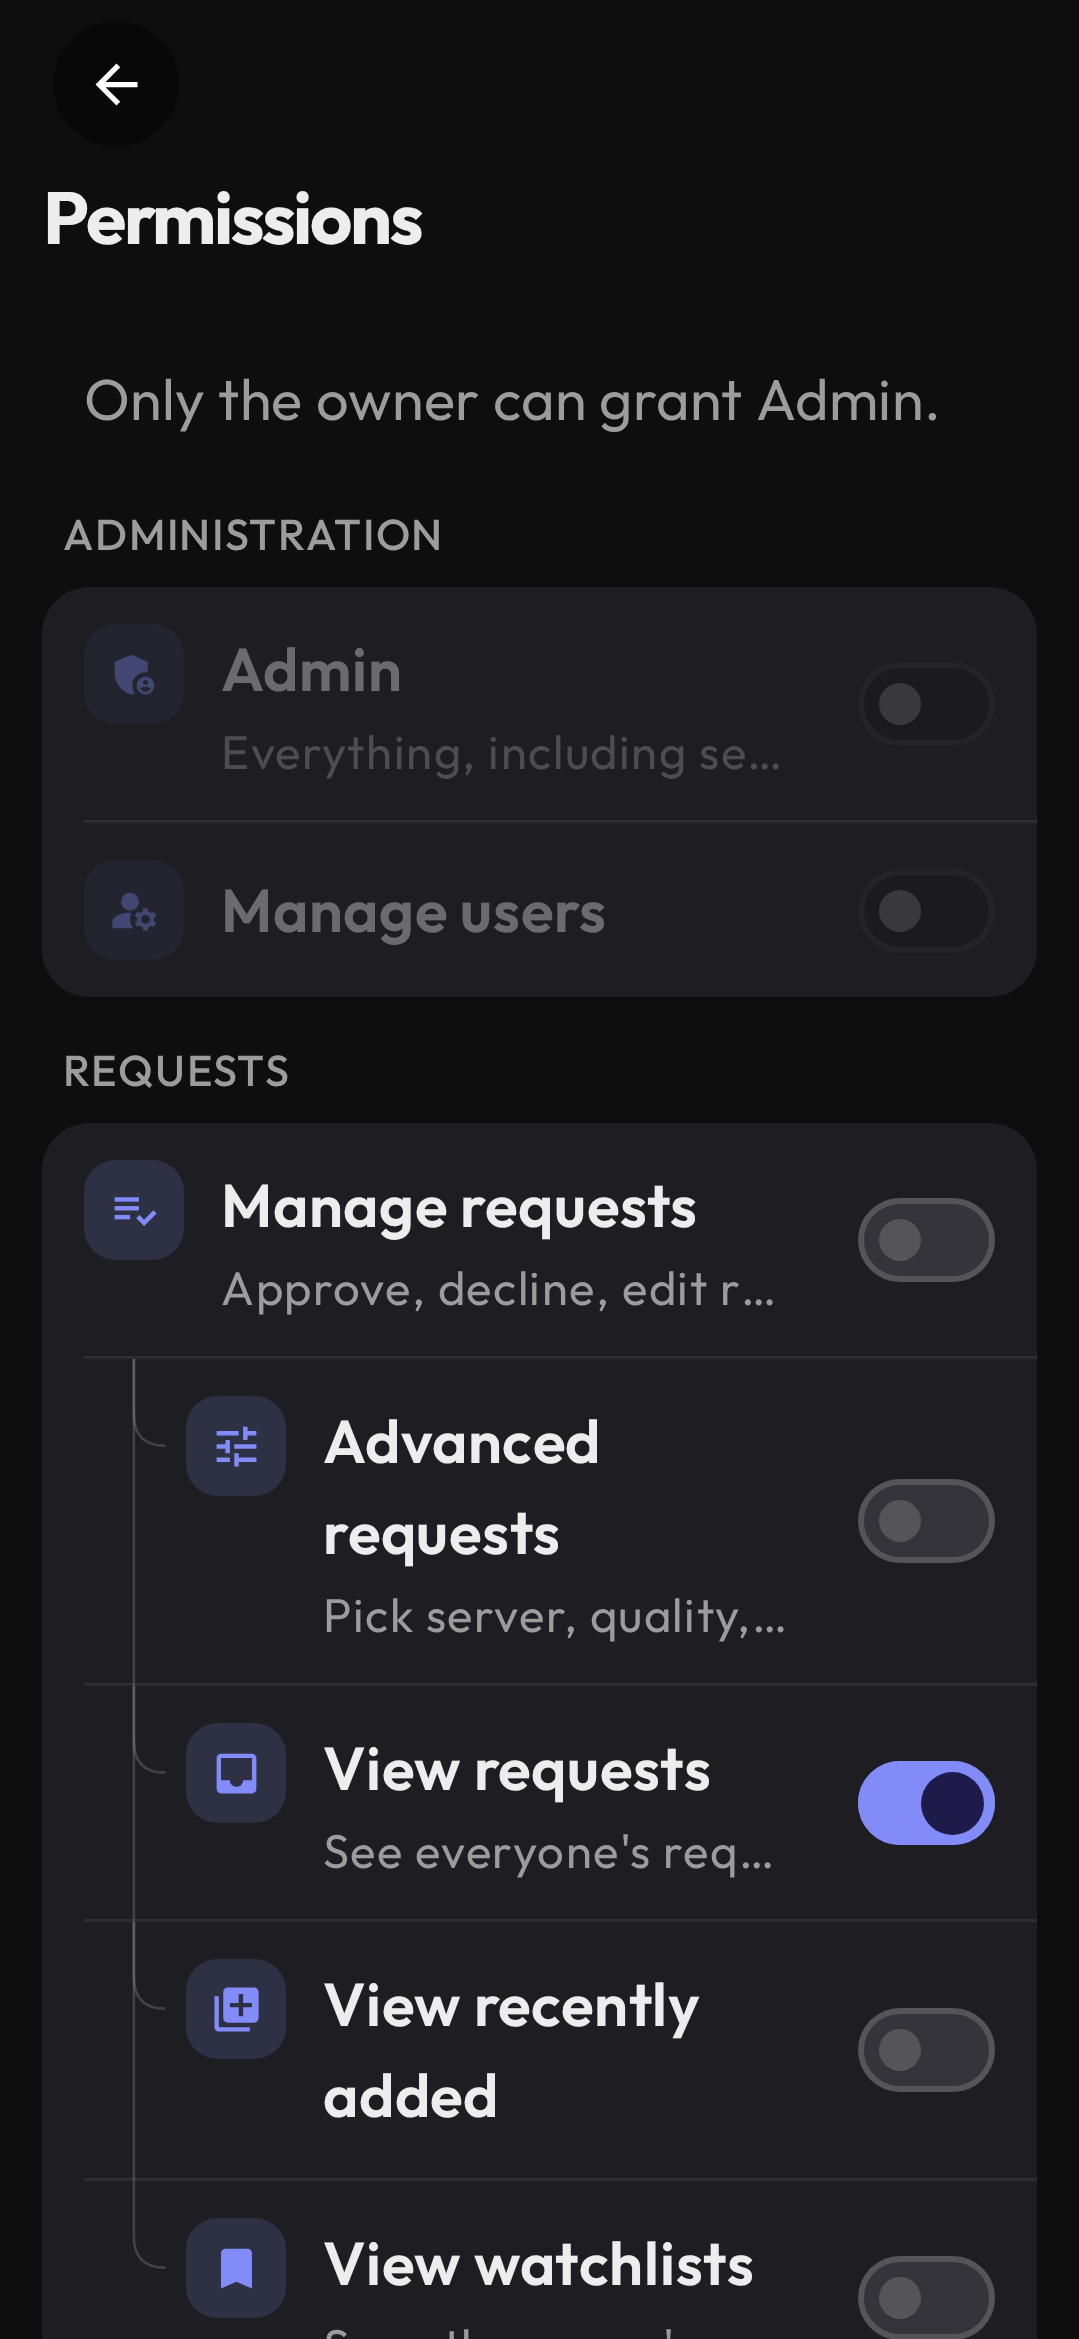 Permissions
Only the owner can grant Admin.
ADMINISTRATION
Admin
Everything, including se...
Manage users
REQUESTS
Manage requests
Approve, decline, edit r...
Advanced
requests
Pick server, quality,...
View requests
See everyone's req...
View recently
added
View watchlists